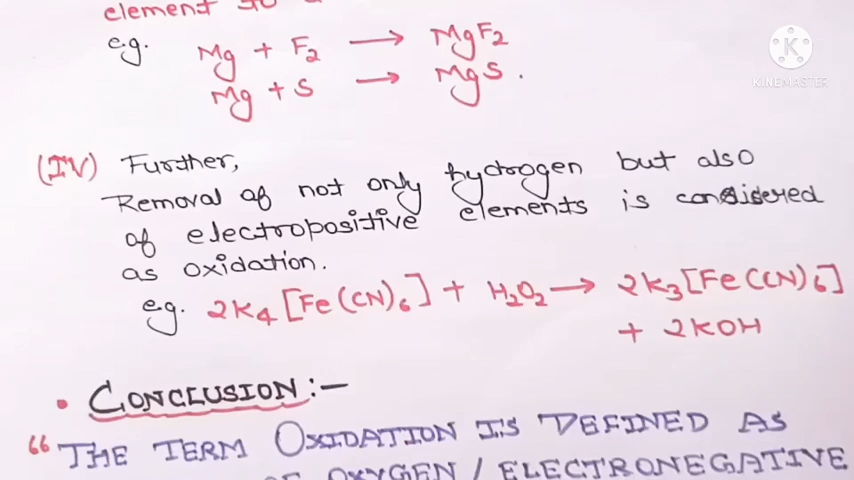 element to
e.g. Mg + F₂ → MgF₂
Mg + S → MgS.
K
KINEMASTER
(IV) Further,
Removal of not only hydrogen but also
of electropositive elements is considered
as oxidation.
e.g. 2K₄[Fe(CN)₆] + H₂O₂ → 2K₃[Fe(CN)₆]
+ 2KOH
• CONCLUSION:-
“ THE TERM OXIDATION IS DEFINED AS
OXYGEN / ELECTRONEGATIVE